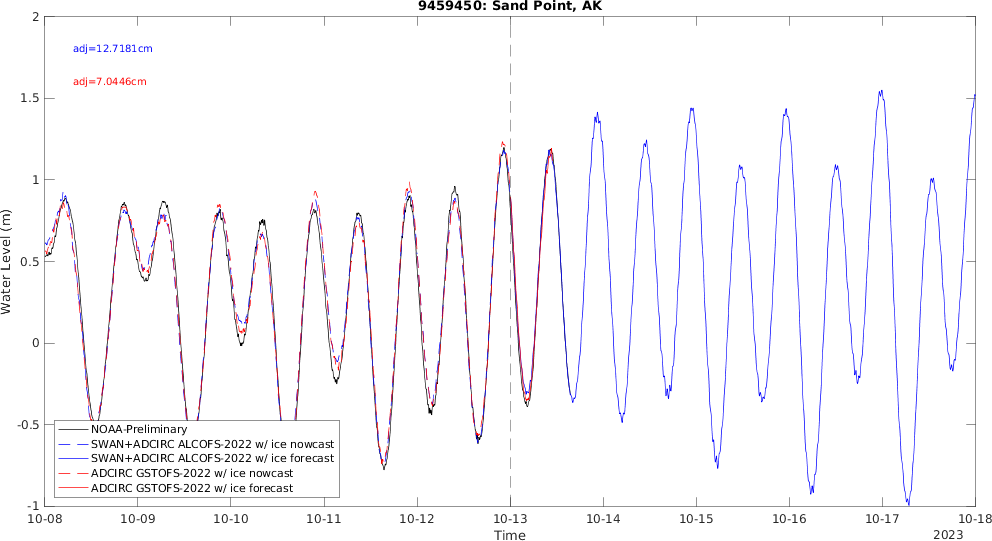 9459450: Sand Point, AK
adj=12.7181cm
adj=7.0446cm
Water Level (m)
2
1.5
1
0.5
0
-0.5
-1
NOAA-Preliminary
SWAN+ADCIRC ALCOFS-2022 w/ ice nowcast
SWAN+ADCIRC ALCOFS-2022 w/ ice forecast
ADCIRC GSTOFS-2022 w/ ice nowcast
ADCIRC GSTOFS-2022 w/ ice forecast
10-08 10-09 10-10 10-11 10-12 10-13 10-14 10-15 10-16 10-17 10-18
Time
2023